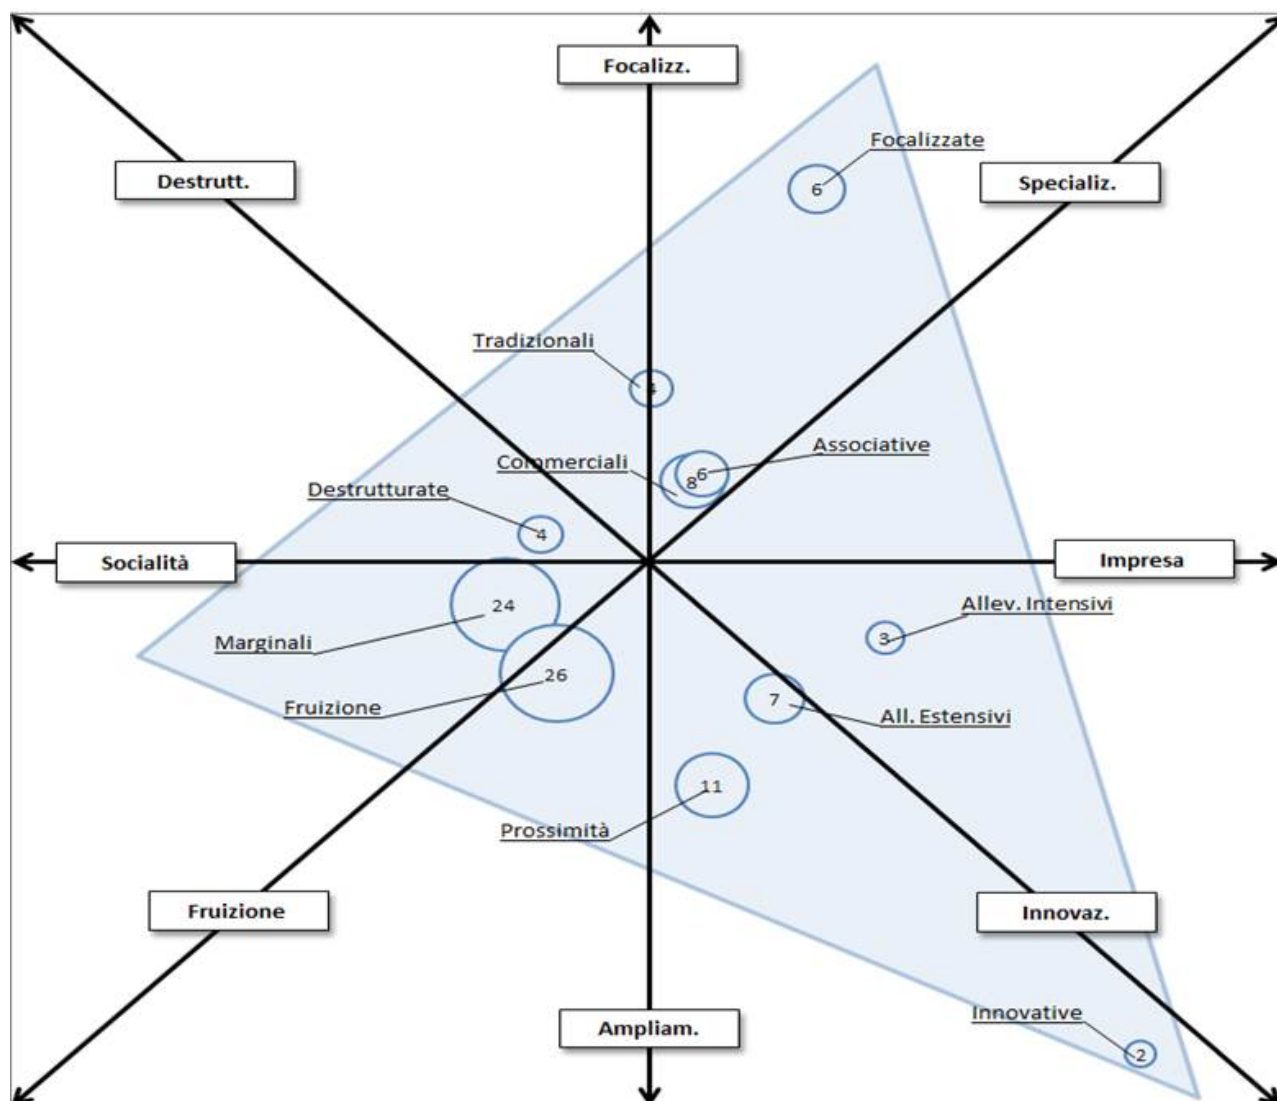 Focalizz.
Focalizzate
Destrutt.
Specializ.
6
Tradizionali
4
Associative
Commerciali
6
8
Destrutturate
4
Socialità
Impresa
24
Allev. Intensivi
3
Marginali
26
Fruizione
7
All. Estensivi
11
Prossimità
Fruizione
Innovaz.
Innovative
Ampliam.
2